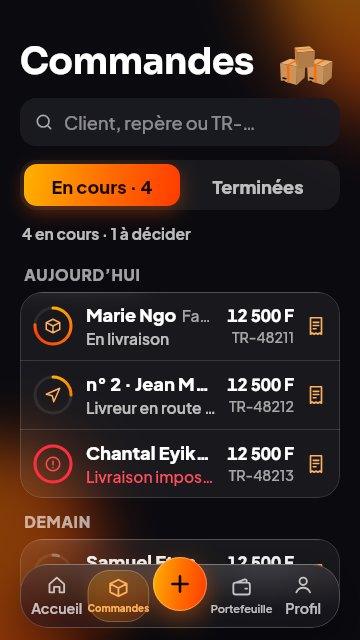 Commandes
Client, repère ou TR-…
En cours · 4
Terminées
4 en cours · 1 à décider
AUJOURD’HUI
Marie Ngo Fa… 12 500 F
En livraison TR-48211
n° 2 · Jean M… 12 500 F
Livreur en route … TR-48212
Chantal Eyik… 12 500 F
Livraison impos… TR-48213
DEMAIN
Samuel 12 500 F
Accueil Commandes Portefeuille Profil